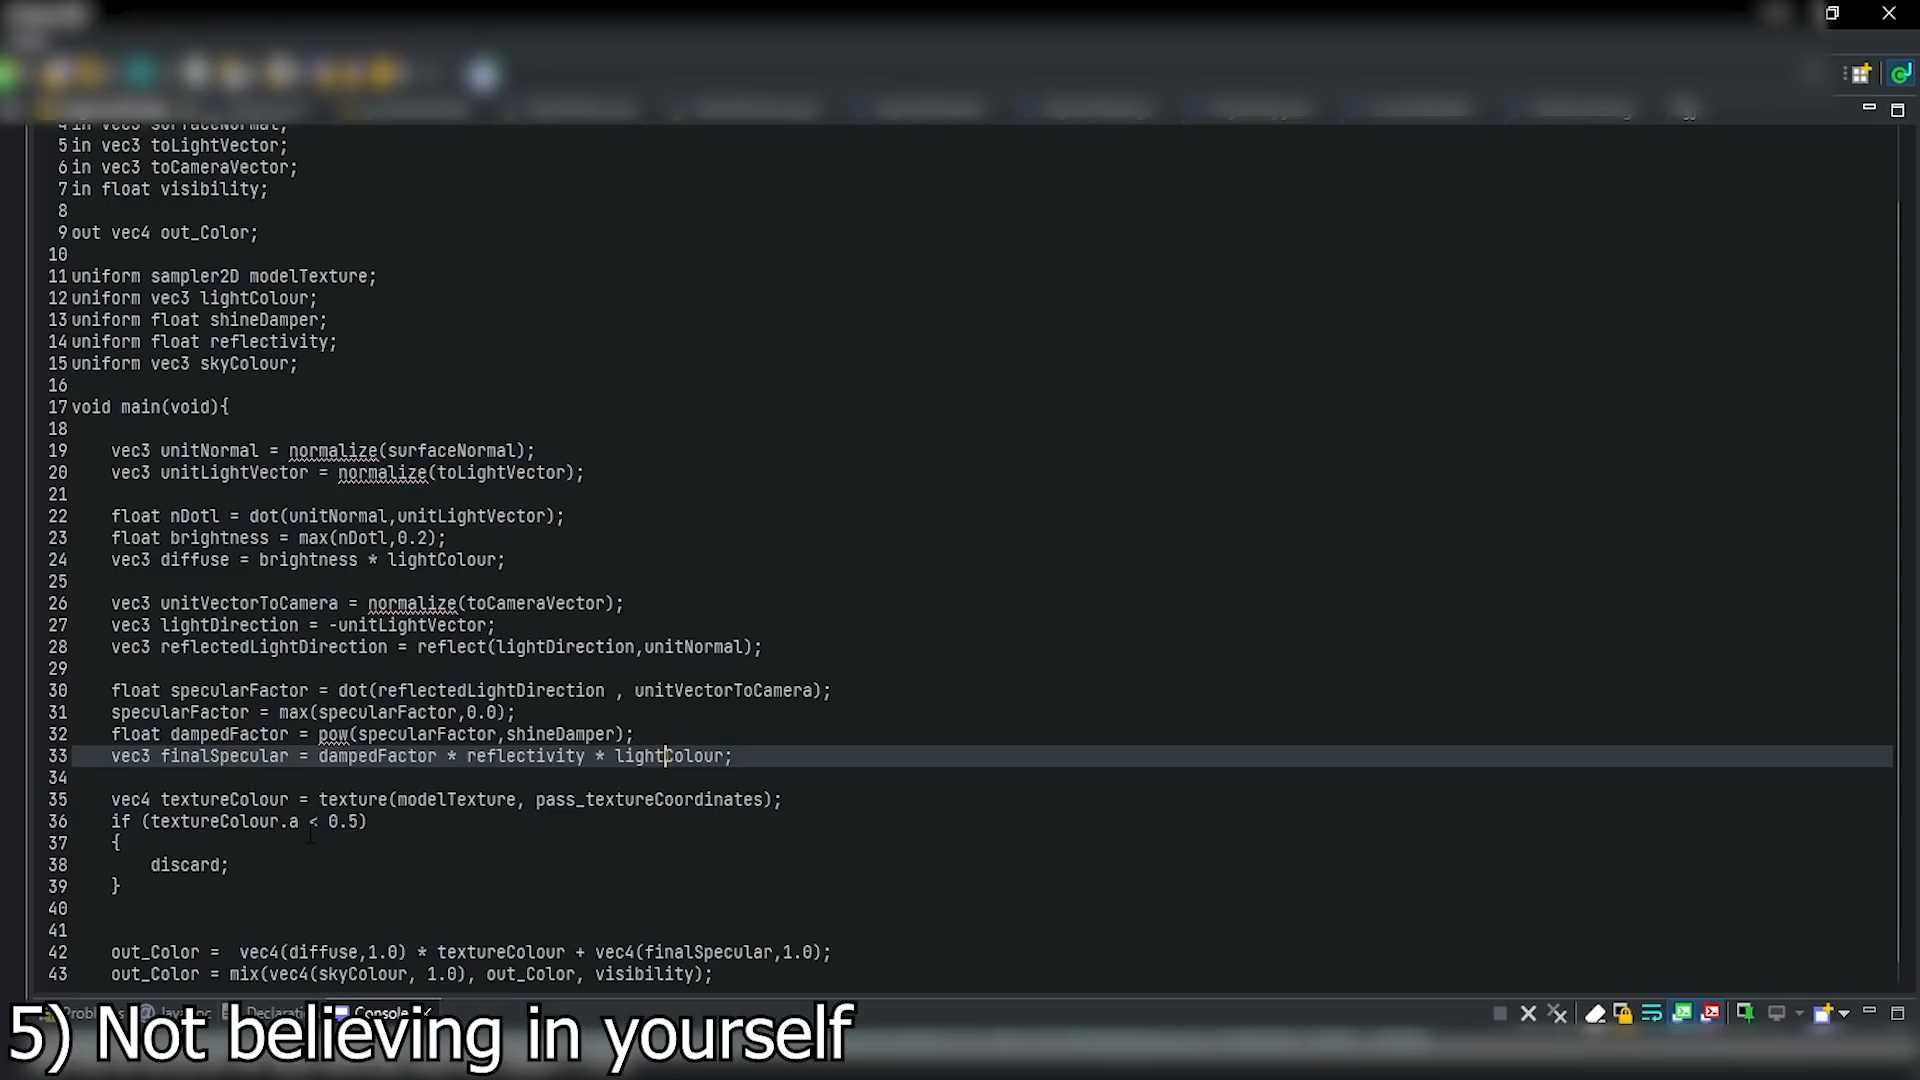 4 in vec3 surfaceNormal;
5 in vec3 toLightVector;
6 in vec3 toCameraVector;
7 in float visibility;
8
9 out vec4 out_Color;
10
11 uniform sampler2D modelTexture;
12 uniform vec3 lightColour;
13 uniform float shineDamper;
14 uniform float reflectivity;
15 uniform vec3 skyColour;
16
17 void main(void){
18
19 vec3 unitNormal = normalize(surfaceNormal);
20 vec3 unitLightVector = normalize(toLightVector);
21
22 float nDotl = dot(unitNormal,unitLightVector);
23 float brightness = max(nDotl,0.2);
24 vec3 diffuse = brightness * lightColour;
25
26 vec3 unitVectorToCamera = normalize(toCameraVector);
27 vec3 lightDirection = -unitLightVector;
28 vec3 reflectedLightDirection = reflect(lightDirection,unitNormal);
29
30 float specularFactor = dot(reflectedLightDirection , unitVectorToCamera);
31 specularFactor = max(specularFactor,0.0);
32 float dampedFactor = pow(specularFactor,shineDamper);
33 vec3 finalSpecular = dampedFactor * reflectivity * lightColour;
34
35 vec4 textureColour = texture(modelTexture, pass_textureCoordinates);
36 if (textureColour.a < 0.5)
37 {
38 discard;
39 }
40
41
42 out_Color =  vec4(diffuse,1.0) * textureColour + vec4(finalSpecular,1.0);
43 out_Color = mix(vec4(skyColour, 1.0), out_Color, visibility);
Console
5) Not believing in yourself